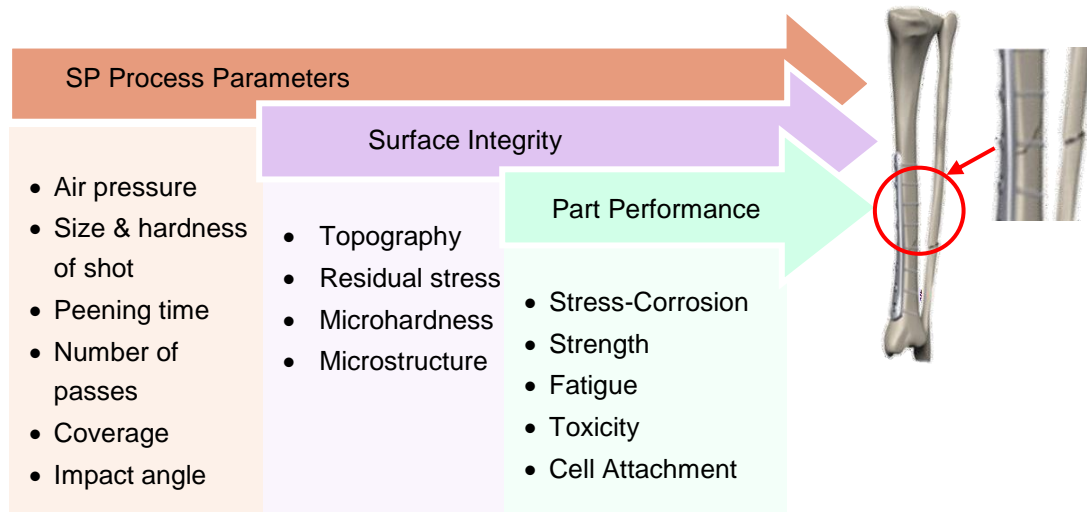 SP Process Parameters
• Air pressure
• Size & hardness
of shot
• Peening time
• Number of
passes
• Coverage
• Impact angle
Surface Integrity
• Topography
• Residual stress
• Microhardness
• Microstructure
Part Performance
• Stress-Corrosion
• Strength
• Fatigue
• Toxicity
• Cell Attachment